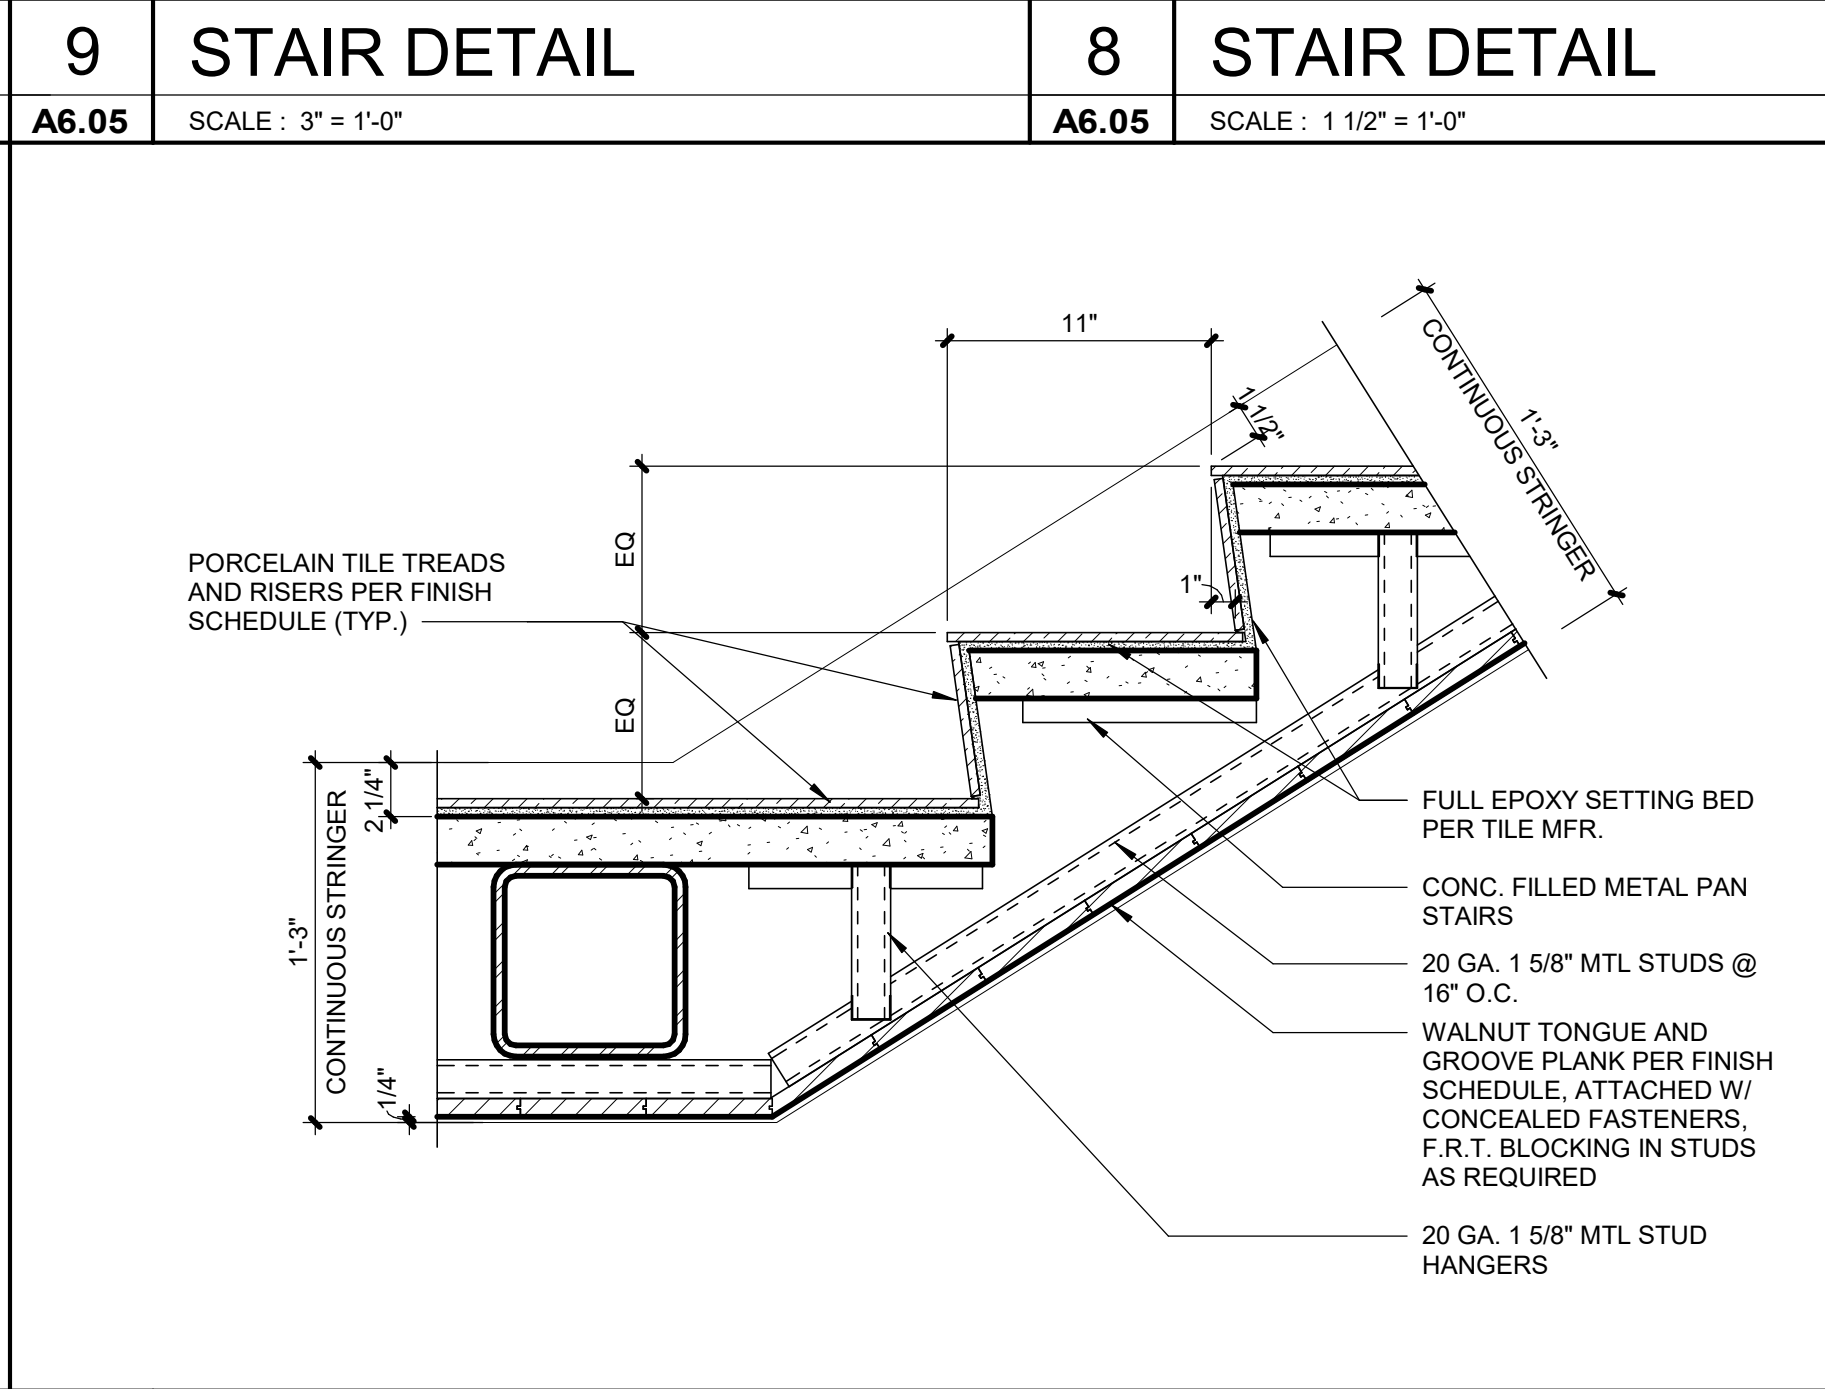 9
STAIR DETAIL
A6.05
SCALE : 3" = 1'-0"
8
STAIR DETAIL
A6.05
SCALE : 1 1/2" = 1'-0"
11"
1 1/2"
1'-3"
CONTINUOUS STRINGER
EQ
EQ
1"
PORCELAIN TILE TREADS
AND RISERS PER FINISH
SCHEDULE (TYP.)
2 1/4"
1'-3"
CONTINUOUS STRINGER
1/4"
FULL EPOXY SETTING BED
PER TILE MFR.
CONC. FILLED METAL PAN
STAIRS
20 GA. 1 5/8" MTL STUDS @
16" O.C.
WALNUT TONGUE AND
GROOVE PLANK PER FINISH
SCHEDULE, ATTACHED W/
CONCEALED FASTENERS,
F.R.T. BLOCKING IN STUDS
AS REQUIRED
20 GA. 1 5/8" MTL STUD
HANGERS